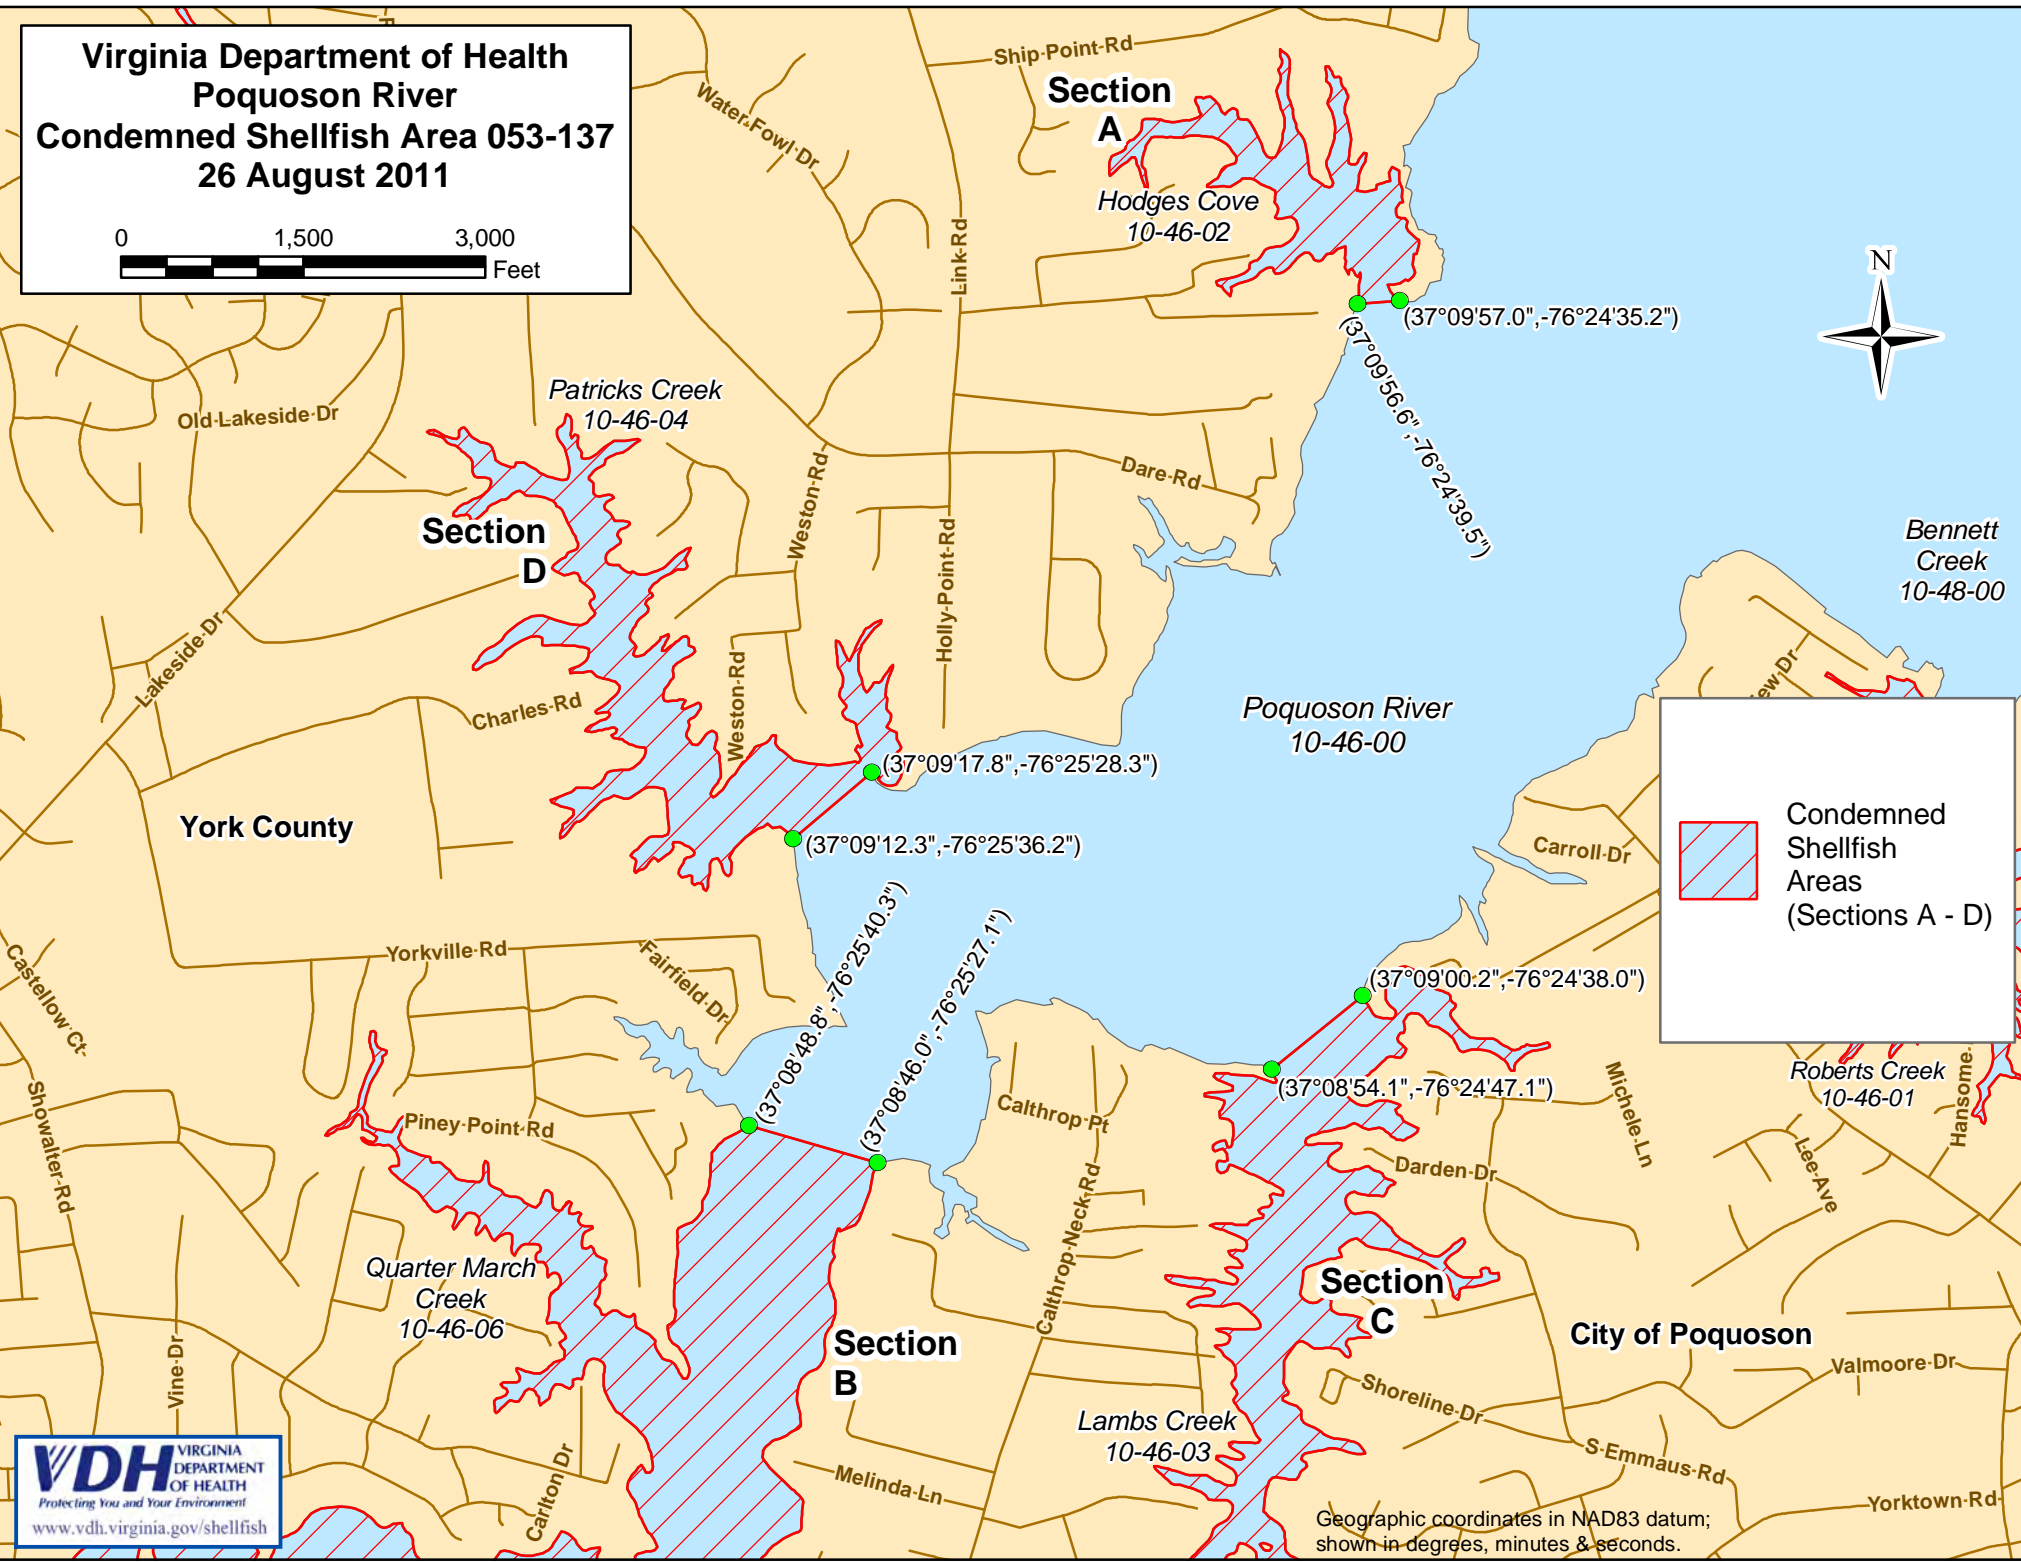 Virginia Department of Health
Poquoson River
Condemned Shellfish Area 053-137
26 August 2011
0
1,500
3,000
Feet
Ship Point Rd
Section
A
Water Fowl Dr
Hodges Cove
10-46-02
Link Rd
N
(37°09'57.0",-76°24'35.2")
(37°09'56.6",-76°24'39.5")
Patricks Creek
10-46-04
Old Lakeside Dr
Weston Rd
Dare Rd
Section
D
Holly Point Rd
Bennett
Creek
10-48-00
Lakeside Dr
Charles Rd
Weston Rd
Poquoson River
10-46-00
ew Dr
(37°09'17.8",-76°25'28.3")
York County
(37°09'12.3",-76°25'36.2")
Carroll Dr
Condemned
Shellfish
Areas
(Sections A - D)
Castellow Ct
Yorkville Rd
Fairfield Dr
(37°08'48.8",-76°25'40.3")
(37°08'46.0",-76°25'27.1")
(37°09'00.2",-76°24'38.0")
(37°08'54.1",-76°24'47.1")
Roberts Creek
10-46-01
Hansome
Michele Ln
Lee Ave
Showalter Rd
Piney Point Rd
Calthrop Pt
Calthrop Neck Rd
Darden Dr
Quarter March
Creek
10-46-06
Section
C
City of Poquoson
Section
B
Vine Dr
Valmoore Dr
Shoreline Dr
Lambs Creek
10-46-03
S Emmaus Rd
Carlton Dr
Melinda Ln
Yorktown Rd
VDH VIRGINIA
DEPARTMENT
OF HEALTH
Protecting You and Your Environment
www.vdh.virginia.gov/shellfish
Geographic coordinates in NAD83 datum;
shown in degrees, minutes & seconds.